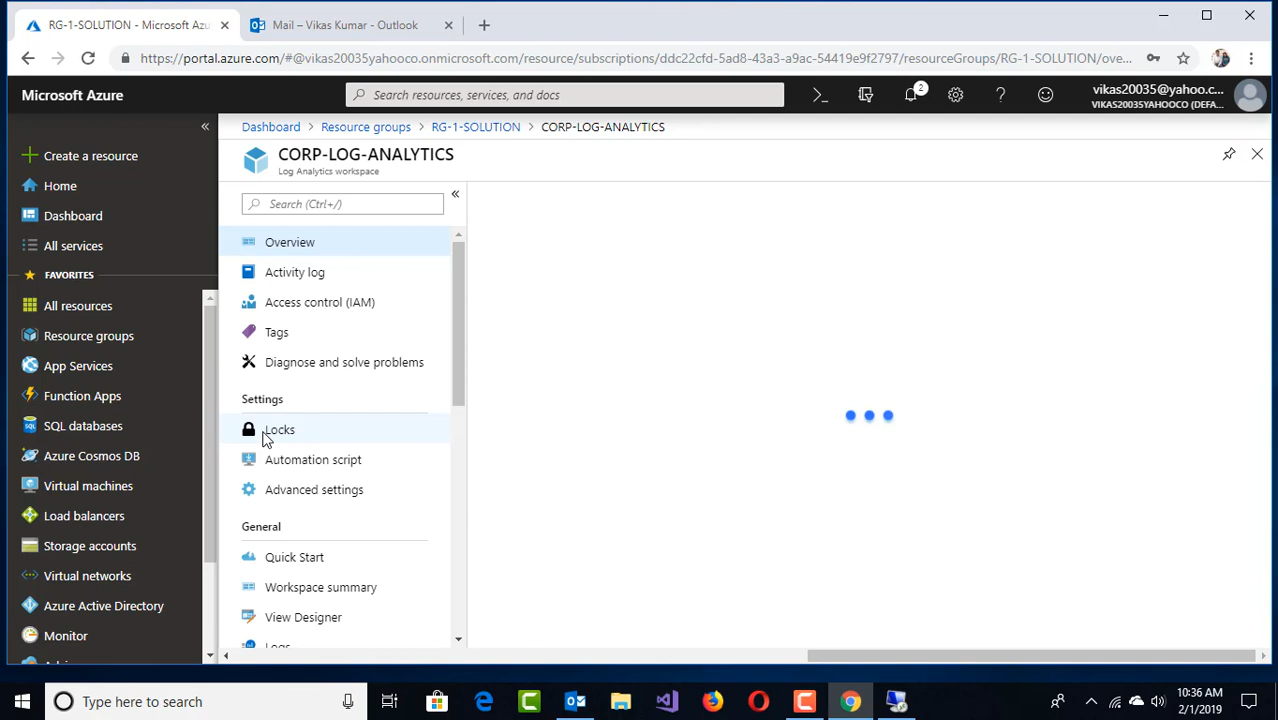 RG-1-SOLUTION - Microsoft Azu
Mail – Vikas Kumar - Outlook
https://portal.azure.com/#@vikas20035yahooco.onmicrosoft.com/resource/subscriptions/ddc22cfd-5ad8-43a3-a9ac-54419e9f2797/resourceGroups/RG-1-SOLUTION/ove...
Microsoft Azure
Search resources, services, and docs
2
vikas20035@yahoo.c...
VIKAS20035YAHOOCO (DEFA...
Create a resource
Home
Dashboard
All services
FAVORITES
All resources
Resource groups
App Services
Function Apps
SQL databases
Azure Cosmos DB
Virtual machines
Load balancers
Storage accounts
Virtual networks
Azure Active Directory
Monitor
Dashboard > Resource groups > RG-1-SOLUTION > CORP-LOG-ANALYTICS
CORP-LOG-ANALYTICS
Log Analytics workspace
Search (Ctrl+/)
Overview
Activity log
Access control (IAM)
Tags
Diagnose and solve problems
Settings
Locks
Automation script
Advanced settings
General
Quick Start
Workspace summary
View Designer
Logs
Type here to search
10:36 AM
2/1/2019